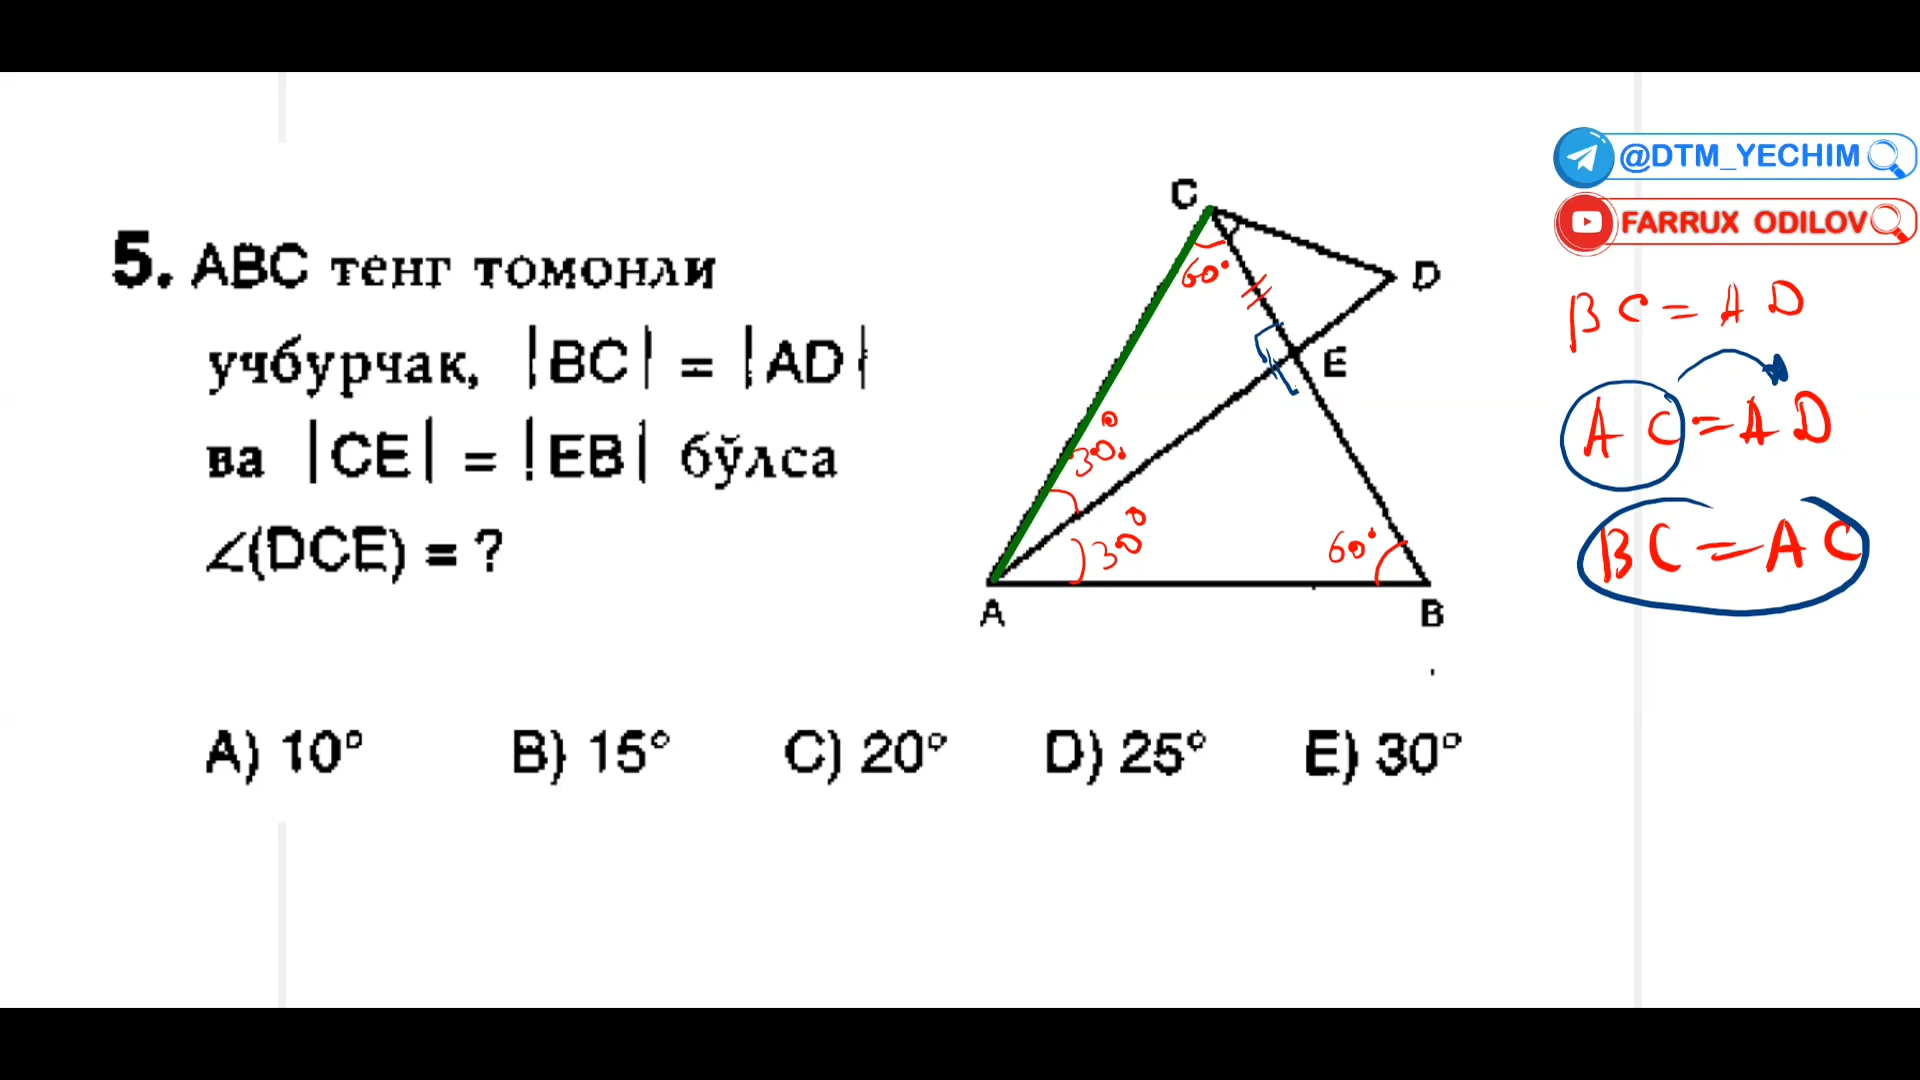 5. ABC тенг томонли
учбурчак, |BC| = |AD|
ва |CE| = |EB| бўлса
∠(DCE) = ?
A) 10° B) 15° C) 20° D) 25° E) 30°
C
D
E
A
B
60°
30°
30°
60°
@DTM_YECHIM
FARRUX ODILOV
BC = AD
AC = AD
BC = AC